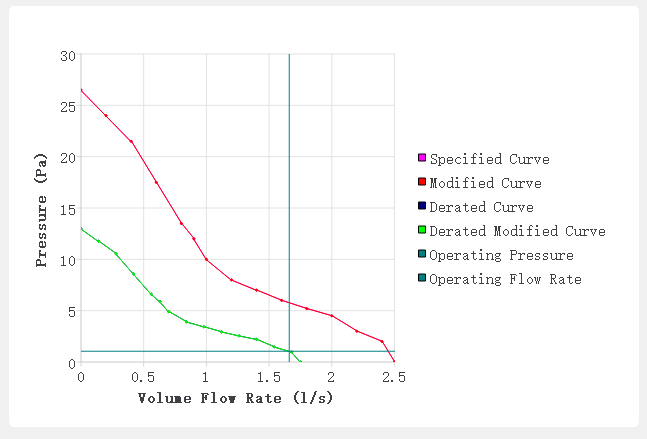 30
25
20
15
10
5
0
Pressure (Pa)
0 0.5 1 1.5 2 2.5
Volume Flow Rate (l/s)
Specified Curve
Modified Curve
Derated Curve
Derated Modified Curve
Operating Pressure
Operating Flow Rate